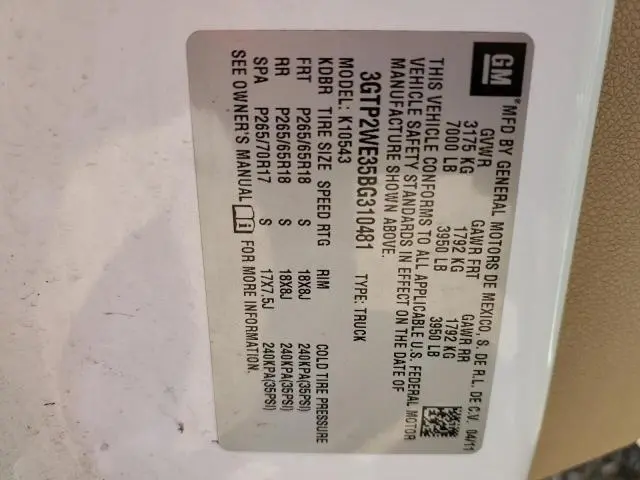 GM® MFD BY GENERAL MOTORS DE MEXICO, S. DE R.L. DE C.V. 04/11
GVWR GAWR FRT GAWR RR
3175 KG 1792 KG 1792 KG
7000 LB 3950 LB 3950 LB
THIS VEHICLE CONFORMS TO ALL APPLICABLE U.S. FEDERAL MOTOR
VEHICLE SAFETY STANDARDS IN EFFECT ON THE DATE OF
MANUFACTURE SHOWN ABOVE.
3GTP2WE35BG310481 TYPE: TRUCK
MODEL: K10543
KDBR TIRE SIZE SPEED RTG RIM COLD TIRE PRESSURE
FRT P265/65R18 S 18X8J 240KPA(35PSI)
RR P265/65R18 S 18X8J 240KPA(35PSI)
SPA P265/70R17 S 17X7.5J 240KPA(35PSI)
SEE OWNER'S MANUAL FOR MORE INFORMATION.